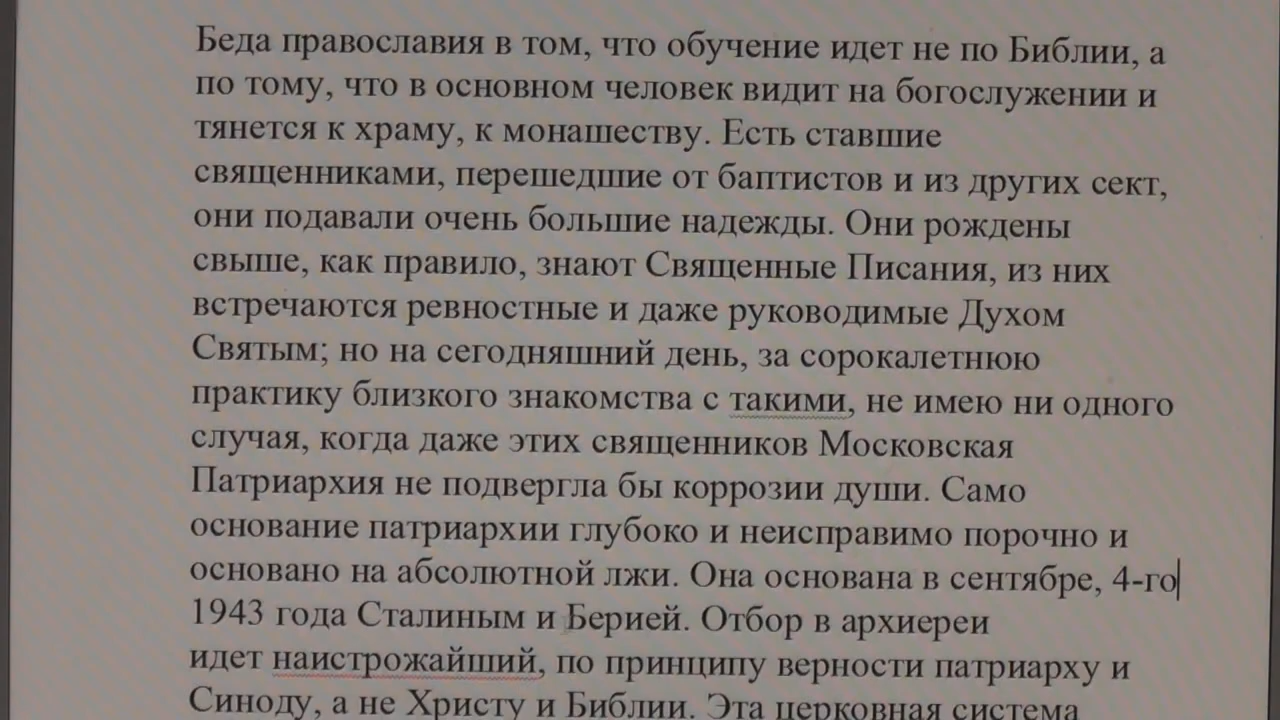 Беда православия в том, что обучение идет не по Библии, а
по тому, что в основном человек видит на богослужении и
тянется к храму, к монашеству. Есть ставшие
священниками, перешедшие от баптистов и из других сект,
они подавали очень большие надежды. Они рождены
свыше, как правило, знают Священные Писания, из них
встречаются ревностные и даже руководимые Духом
Святым; но на сегодняшний день, за сорокалетнюю
практику близкого знакомства с такими, не имею ни одного
случая, когда даже этих священников Московская
Патриархия не подвергла бы коррозии души. Само
основание патриархии глубоко и неисправимо порочно и
основано на абсолютной лжи. Она основана в сентябре, 4-го
1943 года Сталиным и Берией. Отбор в архиереи
идет наистрожайший, по принципу верности патриарху и
Синоду, а не Христу и Библии. Эта церковная система